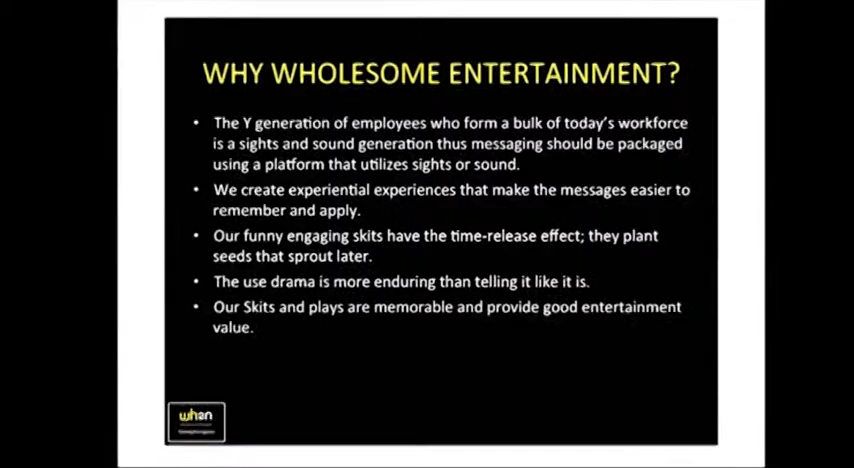 WHY WHOLESOME ENTERTAINMENT?
• The Y generation of employees who form a bulk of today's workforce
is a sights and sound generation thus messaging should be packaged
using a platform that utilizes sights or sound.
• We create experiential experiences that make the messages easier to
remember and apply.
• Our funny engaging skits have the time-release effect; they plant
seeds that sprout later.
• The use drama is more enduring than telling it like it is.
• Our Skits and plays are memorable and provide good entertainment
value.